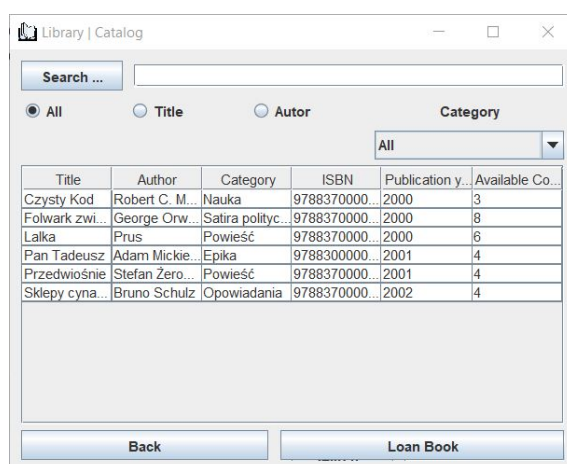 Library | Catalog
Search ...
All Title Autor Category
All
Title Author Category ISBN Publication y... Available Co...
Czysty Kod Robert C. M... Nauka 9788370000... 2000 3
Folwark zwi... George Orw... Satira polityc... 9788370000... 2000 8
Lalka Prus Powieść 9788370000... 2000 6
Pan Tadeusz Adam Mickie... Epika 9788300000... 2001 4
Przedwiośnie Stefan Żero... Powieść 9788370000... 2001 4
Sklepy cyna... Bruno Schulz Opowiadania 9788370000... 2002 4
Back Loan Book